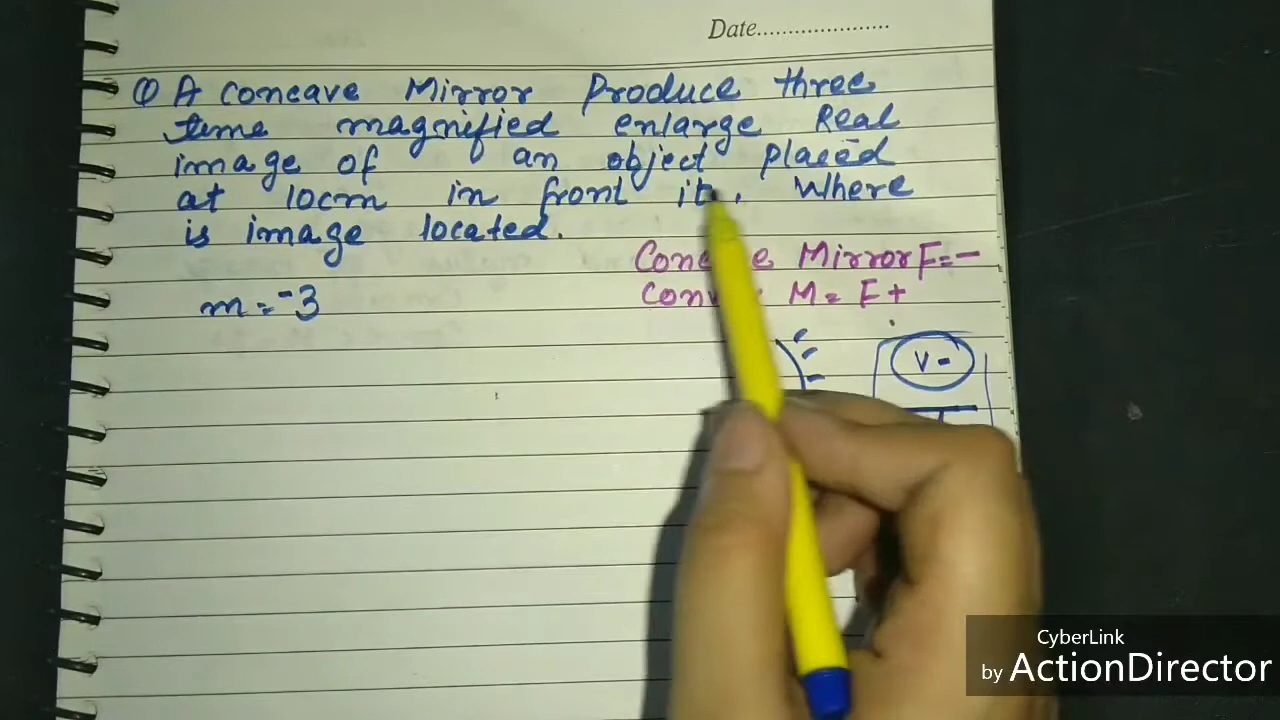 Date....................
① A concave Mirror Produce three
time magnified enlarge Real
image of an object placed
at 10cm in front it. Where
is image located.
Mirror F=-
M= F+
m=-3
V-
CyberLink
by ActionDirector